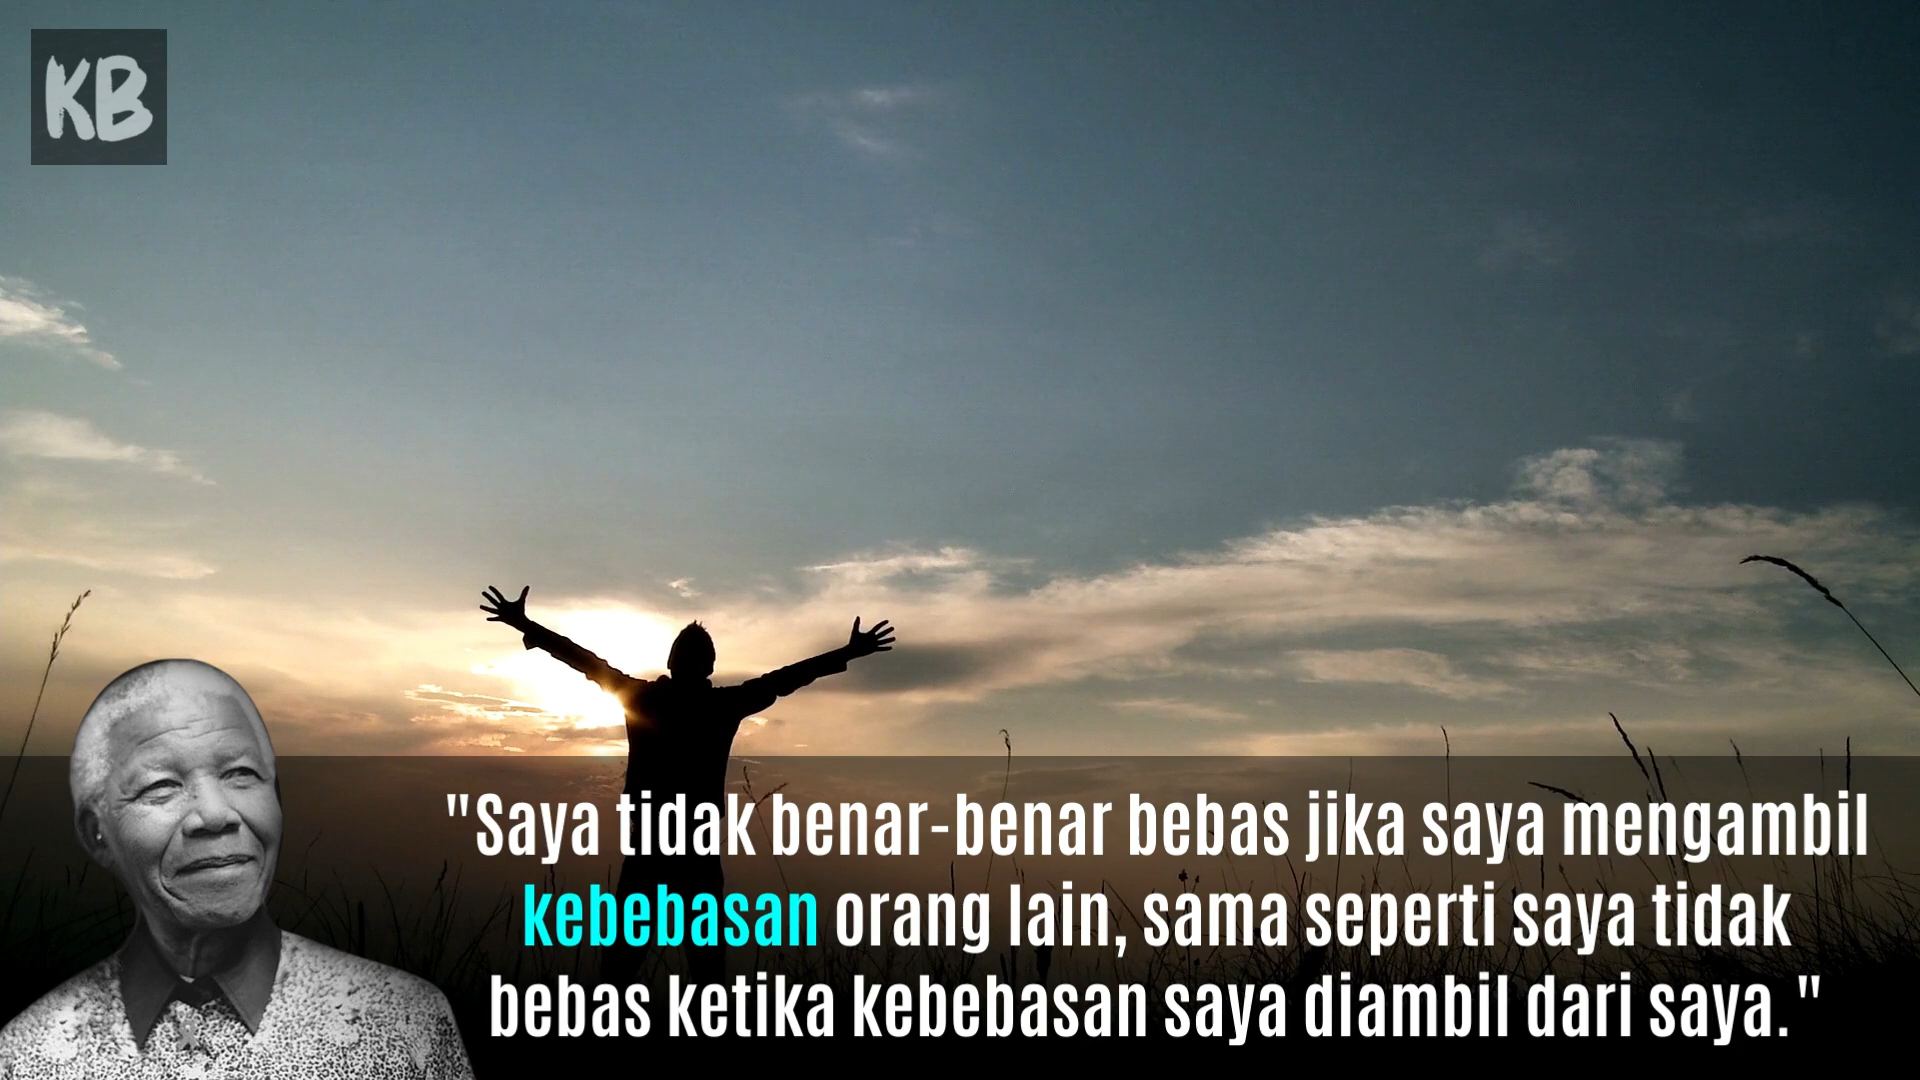 KB
"Saya tidak benar-benar bebas jika saya mengambil
kebebasan orang lain, sama seperti saya tidak
bebas ketika kebebasan saya diambil dari saya."